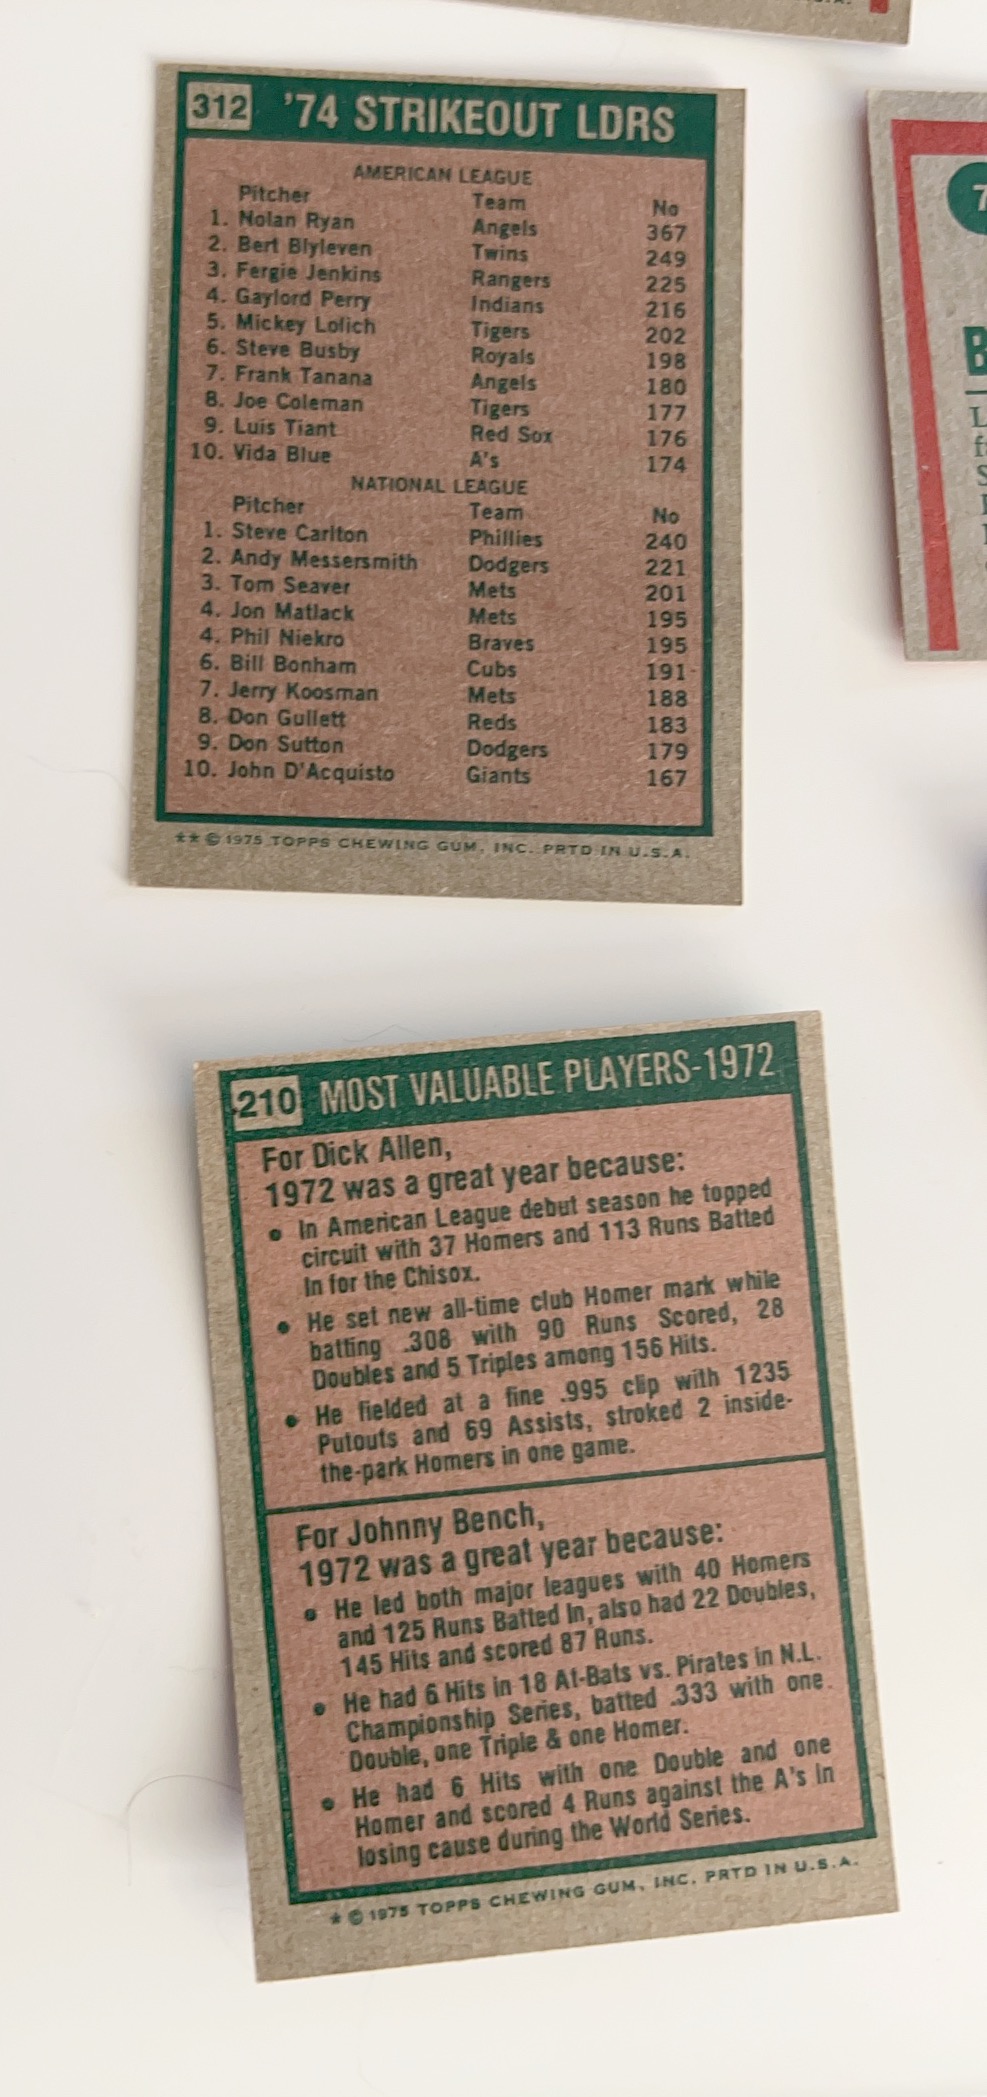 312 '74 STRIKEOUT LDRS
AMERICAN LEAGUE
Pitcher Team No
1. Nolan Ryan Angels 367
2. Bert Blyleven Twins 249
3. Fergie Jenkins Rangers 225
4. Gaylord Perry Indians 216
5. Mickey Lolich Tigers 202
6. Steve Busby Royals 198
7. Frank Tanana Angels 180
8. Joe Coleman Tigers 177
9. Luis Tiant Red Sox 176
10. Vida Blue A's 174
NATIONAL LEAGUE
Pitcher Team No
1. Steve Carlton Phillies 240
2. Andy Messersmith Dodgers 221
3. Tom Seaver Mets 201
4. Jon Matlack Mets 195
4. Phil Niekro Braves 195
6. Bill Bonham Cubs 191
7. Jerry Koosman Mets 188
8. Don Gullett Reds 183
9. Don Sutton Dodgers 179
10. John D'Acquisto Giants 167
** © 1975 TOPPS CHEWING GUM, INC. PRTD IN U.S.A.
210 MOST VALUABLE PLAYERS-1972
For Dick Allen,
1972 was a great year because:
• In American League debut season he topped
circuit with 37 Homers and 113 Runs Batted
In for the Chisox.
• He set new all-time club Homer mark while
batting .308 with 90 Runs Scored, 28
Doubles and 5 Triples among 156 Hits.
• He fielded at a fine .995 clip with 1235
Putouts and 69 Assists, stroked 2 inside-
the-park Homers in one game.
For Johnny Bench,
1972 was a great year because:
• He led both major leagues with 40 Homers
and 125 Runs Batted In, also had 22 Doubles,
145 Hits and scored 87 Runs.
• He had 6 Hits in 18 At-Bats vs. Pirates in N.L.
Championship Series, batted .333 with one
Double, one Triple & one Homer.
• He had 6 Hits with one Double and one
Homer and scored 4 Runs against the A's in
losing cause during the World Series.
* © 1975 TOPPS CHEWING GUM, INC. PRTD IN U.S.A.